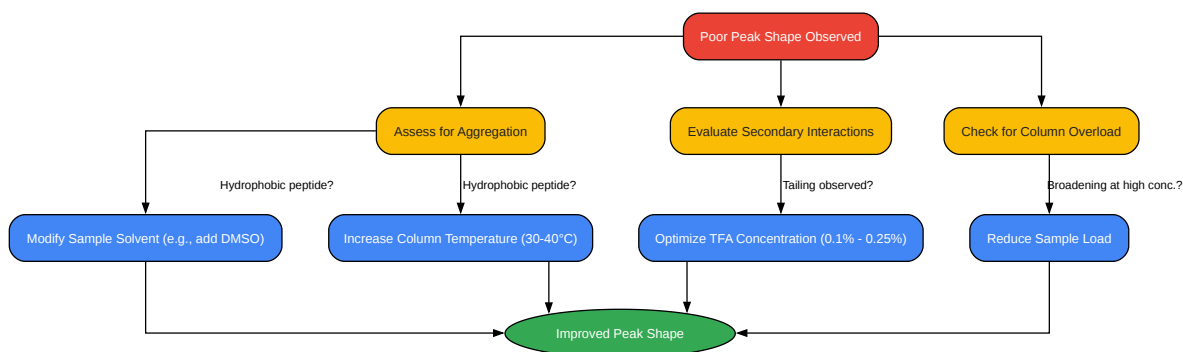 Poor Peak Shape Observed
Assess for Aggregation
Evaluate Secondary Interactions
Check for Column Overload
Hydrophobic peptide?
Hydrophobic peptide?
Tailing observed?
Broadening at high conc.?
Modify Sample Solvent (e.g., add DMSO)
Increase Column Temperature (30-40°C)
Optimize TFA Concentration (0.1% - 0.25%)
Reduce Sample Load
Improved Peak Shape